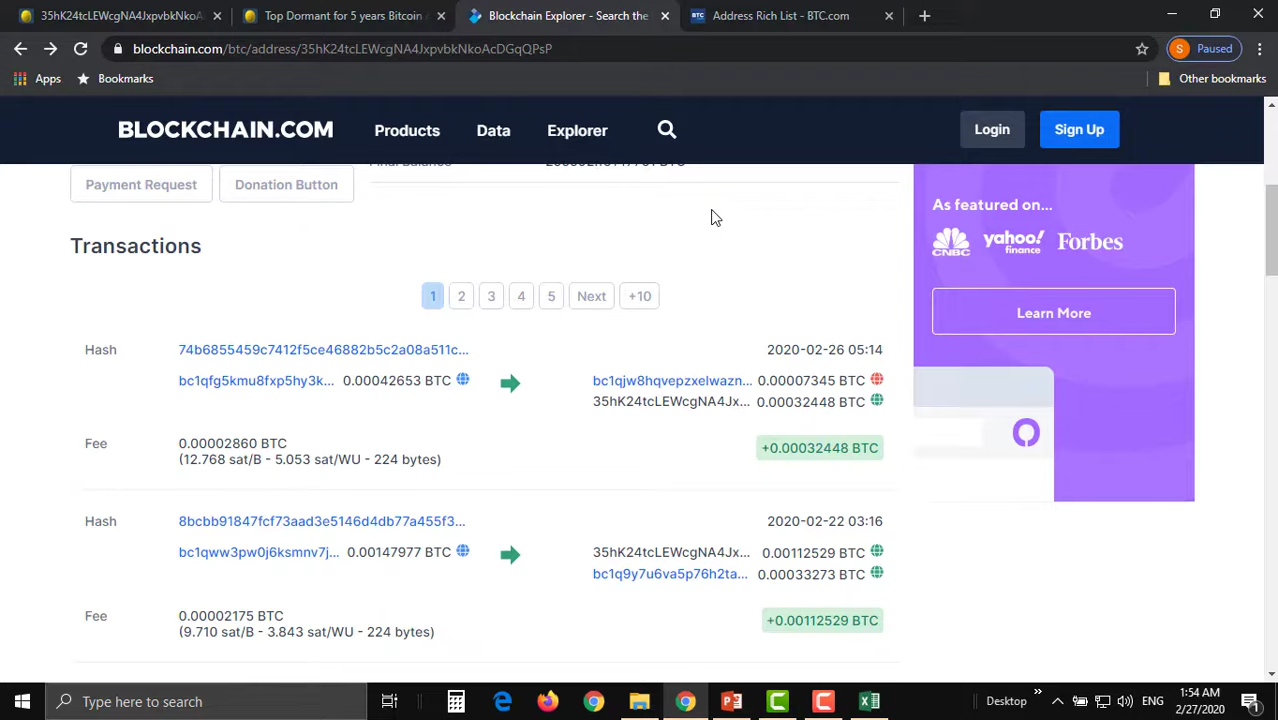 35hK24tcLEWcgNA4JxpvbkNkoAc
Top Dormant for 5 years Bitcoin A
Blockchain Explorer - Search the
Address Rich List - BTC.com
blockchain.com/btc/address/35hK24tcLEWcgNA4JxpvbkNkoAcDGqQPsP
S Paused
Apps Bookmarks Other bookmarks
BLOCKCHAIN.COM Products Data Explorer Login Sign Up
Payment Request Donation Button
As featured on...
CNBC yahoo! finance Forbes
Learn More
Transactions
1 2 3 4 5 Next +10
Hash 74b6855459c7412f5ce46882b5c2a08a511c... 2020-02-26 05:14
bc1qfg5kmu8fxp5hy3k... 0.00042653 BTC bc1qjw8hqvepzxelwazn... 0.00007345 BTC
35hK24tcLEWcgNA4Jx... 0.00032448 BTC
Fee 0.00002860 BTC +0.00032448 BTC
(12.768 sat/B - 5.053 sat/WU - 224 bytes)
Hash 8bcbb91847fcf73aad3e5146d4db77a455f3... 2020-02-22 03:16
bc1qww3pw0j6ksmnv7j... 0.00147977 BTC 35hK24tcLEWcgNA4Jx... 0.00112529 BTC
bc1q9y7u6va5p76h2ta... 0.00033273 BTC
Fee 0.00002175 BTC +0.00112529 BTC
(9.710 sat/B - 3.843 sat/WU - 224 bytes)
Type here to search
Desktop ENG 1:54 AM
2/27/2020